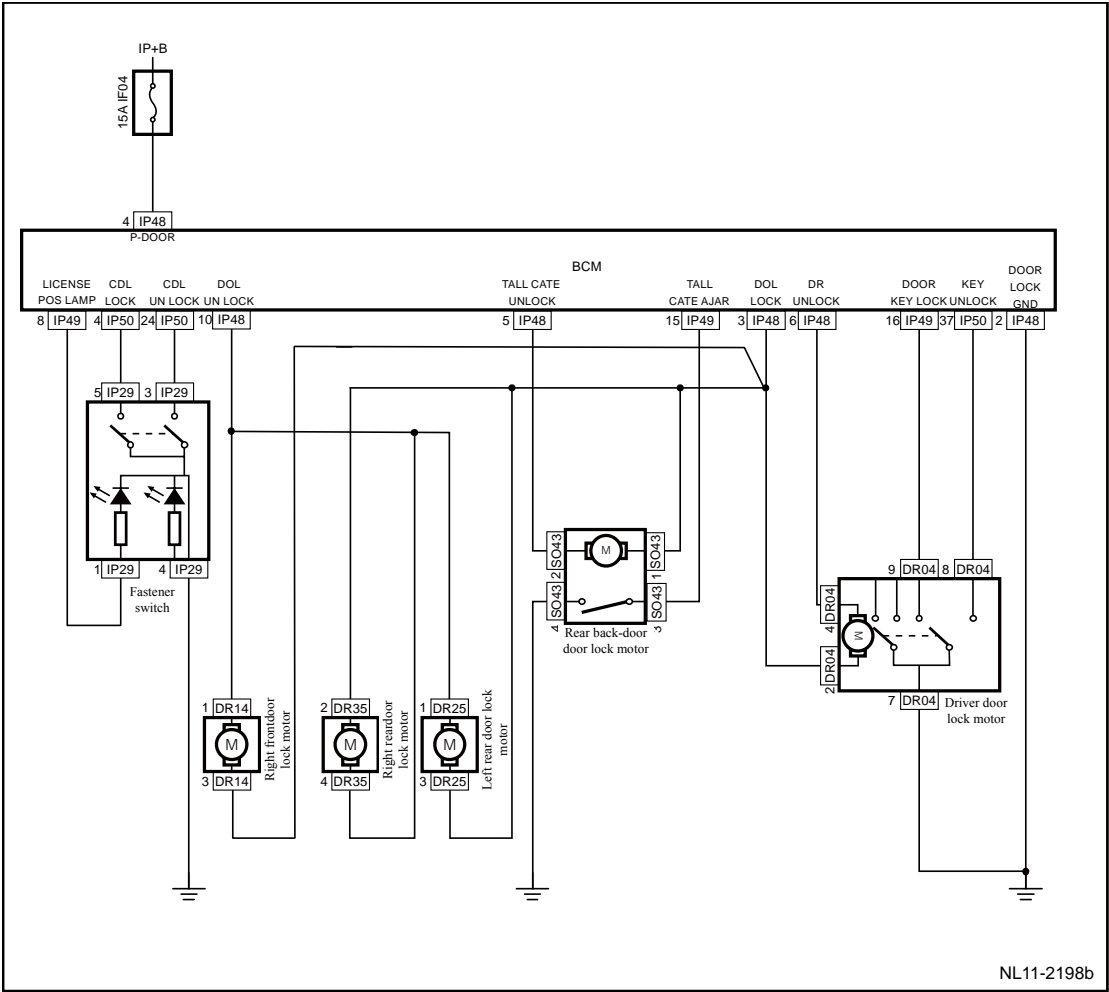 IP+B
15A IF04
4 IP48
P-DOOR
BCM
LICENSE
POS LAMP
CDL
LOCK
CDL
UN LOCK
DOL
UN LOCK
TALL CATE
UNLOCK
TALL
CATE AJAR
DOL
LOCK
DR
UNLOCK
DOOR
KEY LOCK
KEY
UNLOCK
DOOR
LOCK
GND
8 IP49
4 IP50
24 IP50
10 IP48
5 IP48
15 IP49
3 IP48
6 IP48
16 IP49
37 IP50
2 IP48
5 IP29
3 IP29
1 IP29
4 IP29
Fastener
switch
2 SO43
M
1 SO43
4 SO43
3 SO43
Rear back-door
door lock motor
9 DR04
8 DR04
4 DR04
M
2 DR04
7 DR04
Driver door
lock motor
1 DR14
M
3 DR14
Right frontdoor
lock motor
2 DR35
M
4 DR35
Right reardoor
lock motor
1 DR25
M
3 DR25
Left rear door lock
motor
NL11-2198b